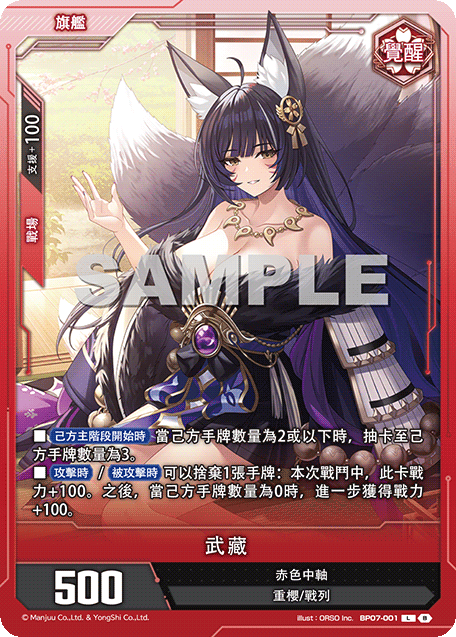 旗艦
覺醒
支援+100
戰場
SAMPLE
■ 己方主階段開始時 當己方手牌數量為2或以下時，抽卡至己
方手牌數量為3。
■ 攻擊時 / 被攻擊時 可以捨棄1張手牌：本次戰鬥中，此卡戰
力+100。之後，當己方手牌數量為0時，進一步獲得戰力
+100。
武藏
500
赤色中軸
重櫻/戰列
© Manjuu Co.,Ltd. & YongShi Co.,Ltd.
illust : ORSO Inc. BP07-001 L B